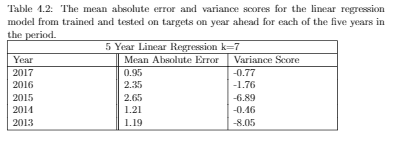 Table 4.2: The mean absolute error and variance scores for the linear regression
model from trained and tested on targets on year ahead for each of the five years in
the period.
5 Year Linear Regression k=7
Year Mean Absolute Error Variance Score
2017 0.95 -0.77
2016 2.35 -1.76
2015 2.65 -6.89
2014 1.21 -0.46
2013 1.19 -8.05